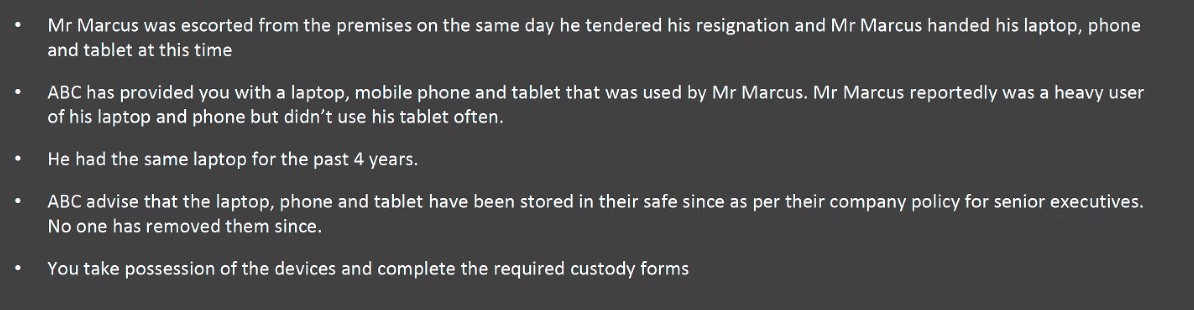 • Mr Marcus was escorted from the premises on the same day he tendered his resignation and Mr Marcus handed his laptop, phone
and tablet at this time
• ABC has provided you with a laptop, mobile phone and tablet that was used by Mr Marcus. Mr Marcus reportedly was a heavy user
of his laptop and phone but didn't use his tablet often.
• He had the same laptop for the past 4 years.
• ABC advise that the laptop, phone and tablet have been stored in their safe since as per their company policy for senior executives.
No one has removed them since.
• You take possession of the devices and complete the required custody forms